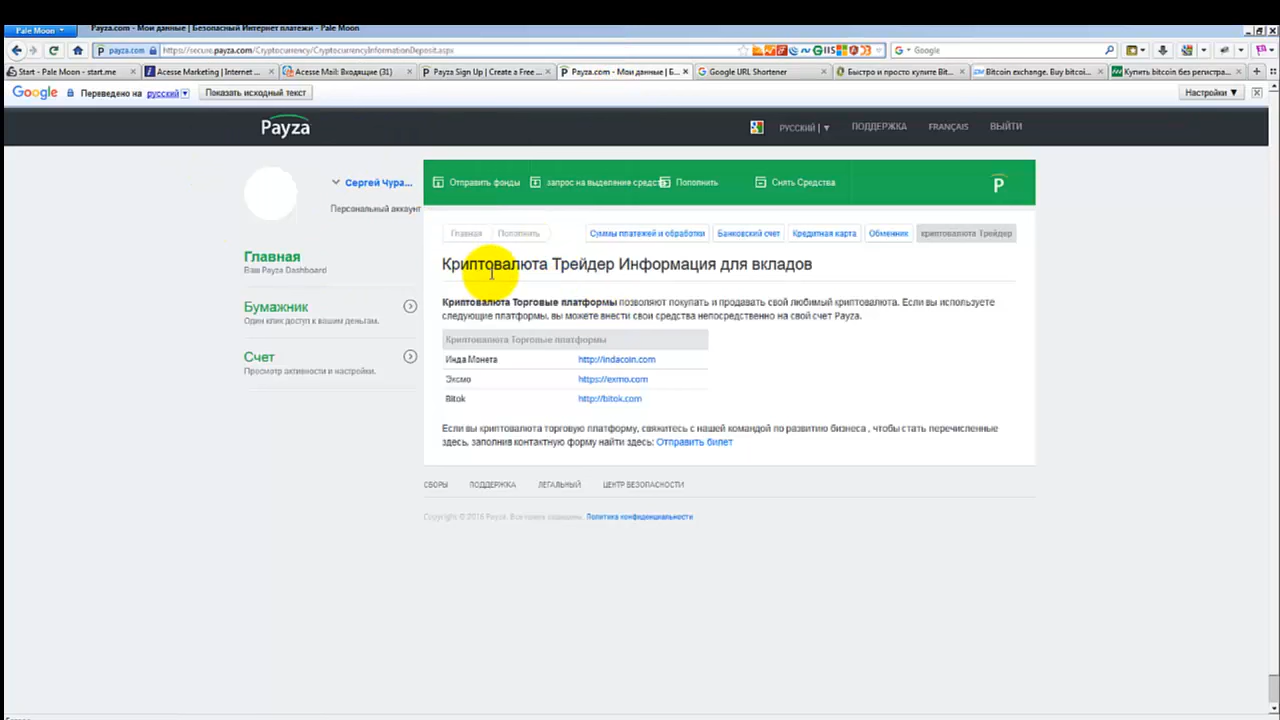 Pale Moon
Payza.com - Мои данные | Безопасный Интернет платежи - Pale Moon
payza.com
https://secure.payza.com/Cryptocurrency/CryptocurrencyInformationDeposit.aspx
Google
Start - Pale Moon - start.me
Acesse Marketing | Internet ...
Acesse Mail: Входящие (31)
Payza Sign Up | Create a Free ...
Payza.com - Мои данные | Б...
Google URL Shortener
Быстро и просто купите Bit...
Bitcoin exchange. Buy bitcoi...
Купить bitcoin без регистра...
Google
Переведено на
русский
Показать исходный текст
Настройки ▼
Payza
РУССКИЙ | ▼
ПОДДЕРЖКА
FRANÇAIS
ВЫЙТИ
Сергей Чура...
Персональный аккаунт
Главная
Ваш Payza Dashboard
Бумажник
Один клик доступ к вашим деньгам.
Счет
Просмотр активности и настройки.
Отправить фонды
запрос на выделение средст
Пополнить
Снять Средства
Главная
Пополнить
Суммы платежей и обработки
Банковский счет
Кредитная карта
Обменник
криптовалюта Трейдер
Криптовалюта Трейдер Информация для вкладов
Криптовалюта Торговые платформы позволяют покупать и продавать свой любимый криптовалюта. Если вы используете
следующие платформы, вы можете внести свои средства непосредственно на свой счет Payza.
Криптовалюта Торговые платформы
Инда Монета http://indacoin.com
Эксмо https://exmo.com
Bitok http://bitok.com
Если вы криптовалюта торговую платформу, свяжитесь с нашей командой по развитию бизнеса , чтобы стать перечисленные
здесь, заполнив контактную форму найти здесь: Отправить билет
СБОРЫ
ПОДДЕРЖКА
ЛЕГАЛЬНЫЙ
ЦЕНТР БЕЗОПАСНОСТИ
Copyright © 2016 Payza. Все права защищены. Политика конфиденциальности